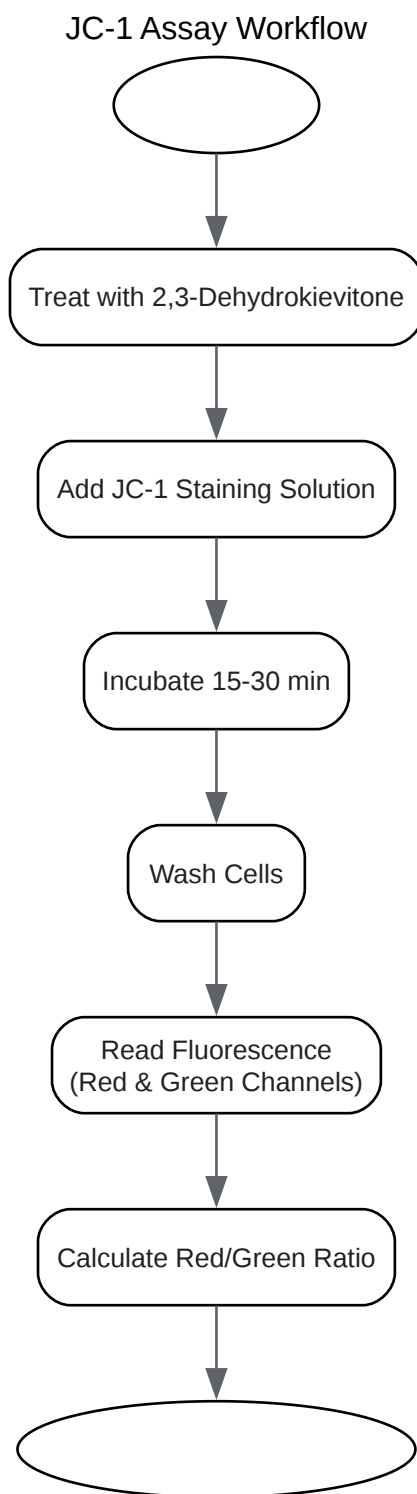 JC-1 Assay Workflow
Treat with 2,3-Dehydrokievitone
Add JC-1 Staining Solution
Incubate 15-30 min
Wash Cells
Read Fluorescence
(Red & Green Channels)
Calculate Red/Green Ratio